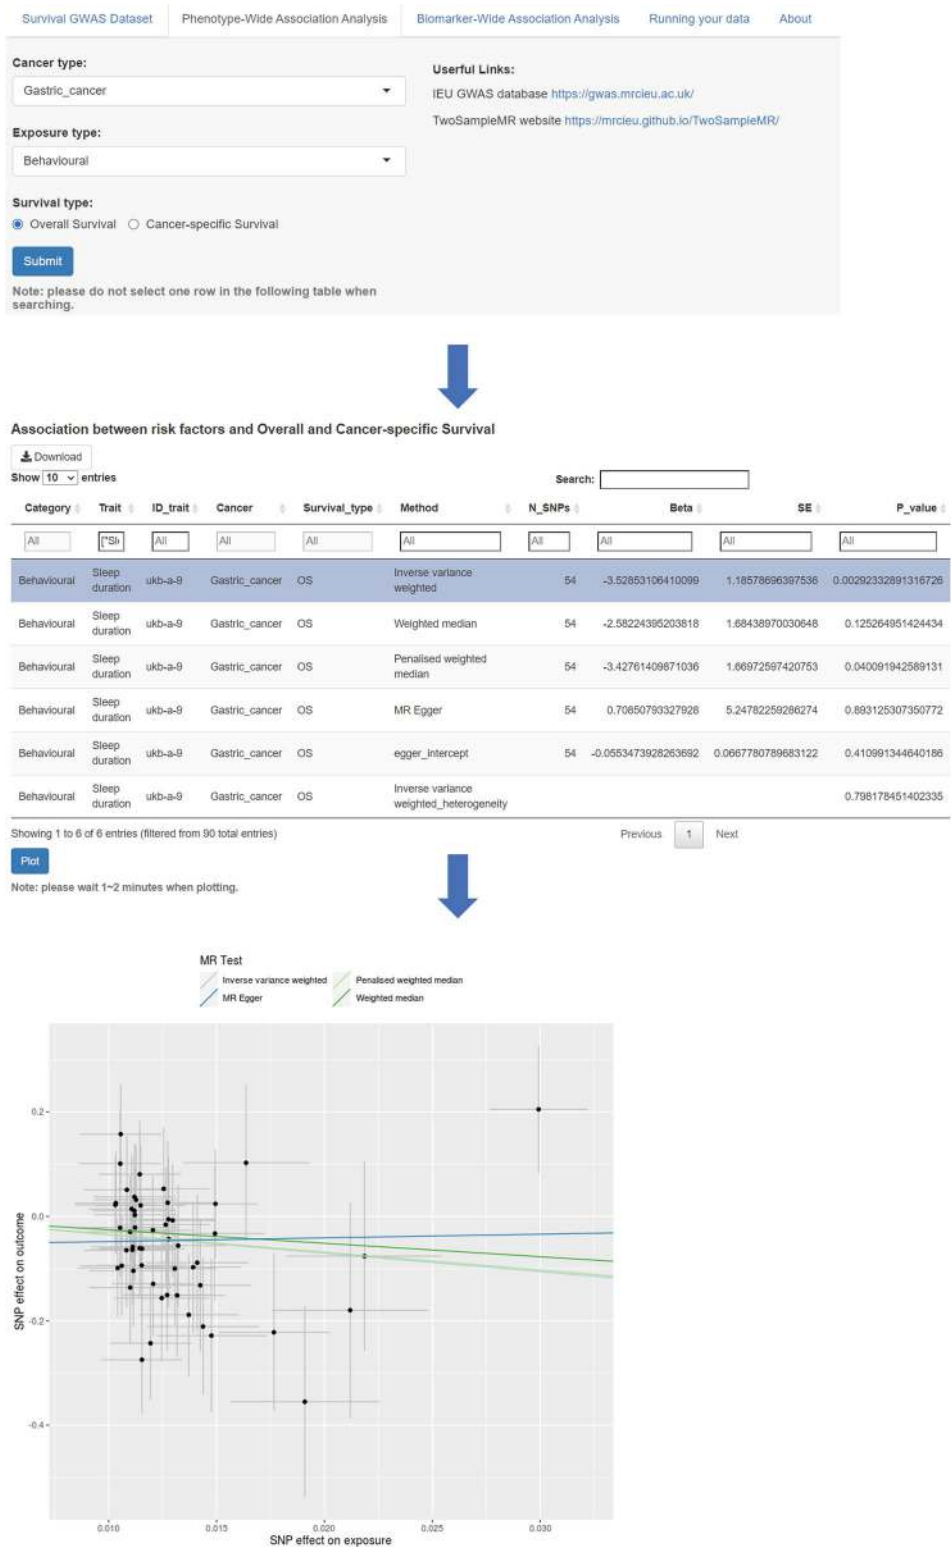 Survival GWAS Dataset Phenotype-Wide Association Analysis Biomarker-Wide Association Analysis Running your data About
Cancer type:
Gastric_cancer
Exposure type:
Behavioural
Survival type:
Overall Survival Cancer-specific Survival
Submit
Note: please do not select one row in the following table when
searching.
Userful Links:
IEU GWAS database https://gwas.mrcieu.ac.uk/
TwoSampleMR website https://mrcieu.github.io/TwoSampleMR/
Association between risk factors and Overall and Cancer-specific Survival
Download
Show 10 entries
Search:
Category Trait ID_trait Cancer Survival_type Method N_SNPs Beta SE P_value
All ["Sl All All All All All All All All
Behavioural Sleep duration ukb-a-9 Gastric_cancer OS Inverse variance weighted 54 -3.52853106410099 1.18578696397536 0.00292332891316726
Behavioural Sleep duration ukb-a-9 Gastric_cancer OS Weighted median 54 -2.58224395203818 1.68438970030648 0.125264951424434
Behavioural Sleep duration ukb-a-9 Gastric_cancer OS Penalised weighted median 54 -3.42761409871036 1.66972597420753 0.040091942589131
Behavioural Sleep duration ukb-a-9 Gastric_cancer OS MR Egger 54 0.70850793327928 5.24782259286274 0.893125307350772
Behavioural Sleep duration ukb-a-9 Gastric_cancer OS egger_intercept 54 -0.0553473928263692 0.0667780789683122 0.410991344640186
Behavioural Sleep duration ukb-a-9 Gastric_cancer OS Inverse variance weighted_heterogeneity 0.798178451402335
Showing 1 to 6 of 6 entries (filtered from 90 total entries)
Previous 1 Next
Plot
Note: please wait 1~2 minutes when plotting.
MR Test
Inverse variance weighted Penalised weighted median
MR Egger Weighted median
0.2
0.0
-0.2
-0.4
SNP effect on outcome
0.010 0.015 0.020 0.025 0.030
SNP effect on exposure